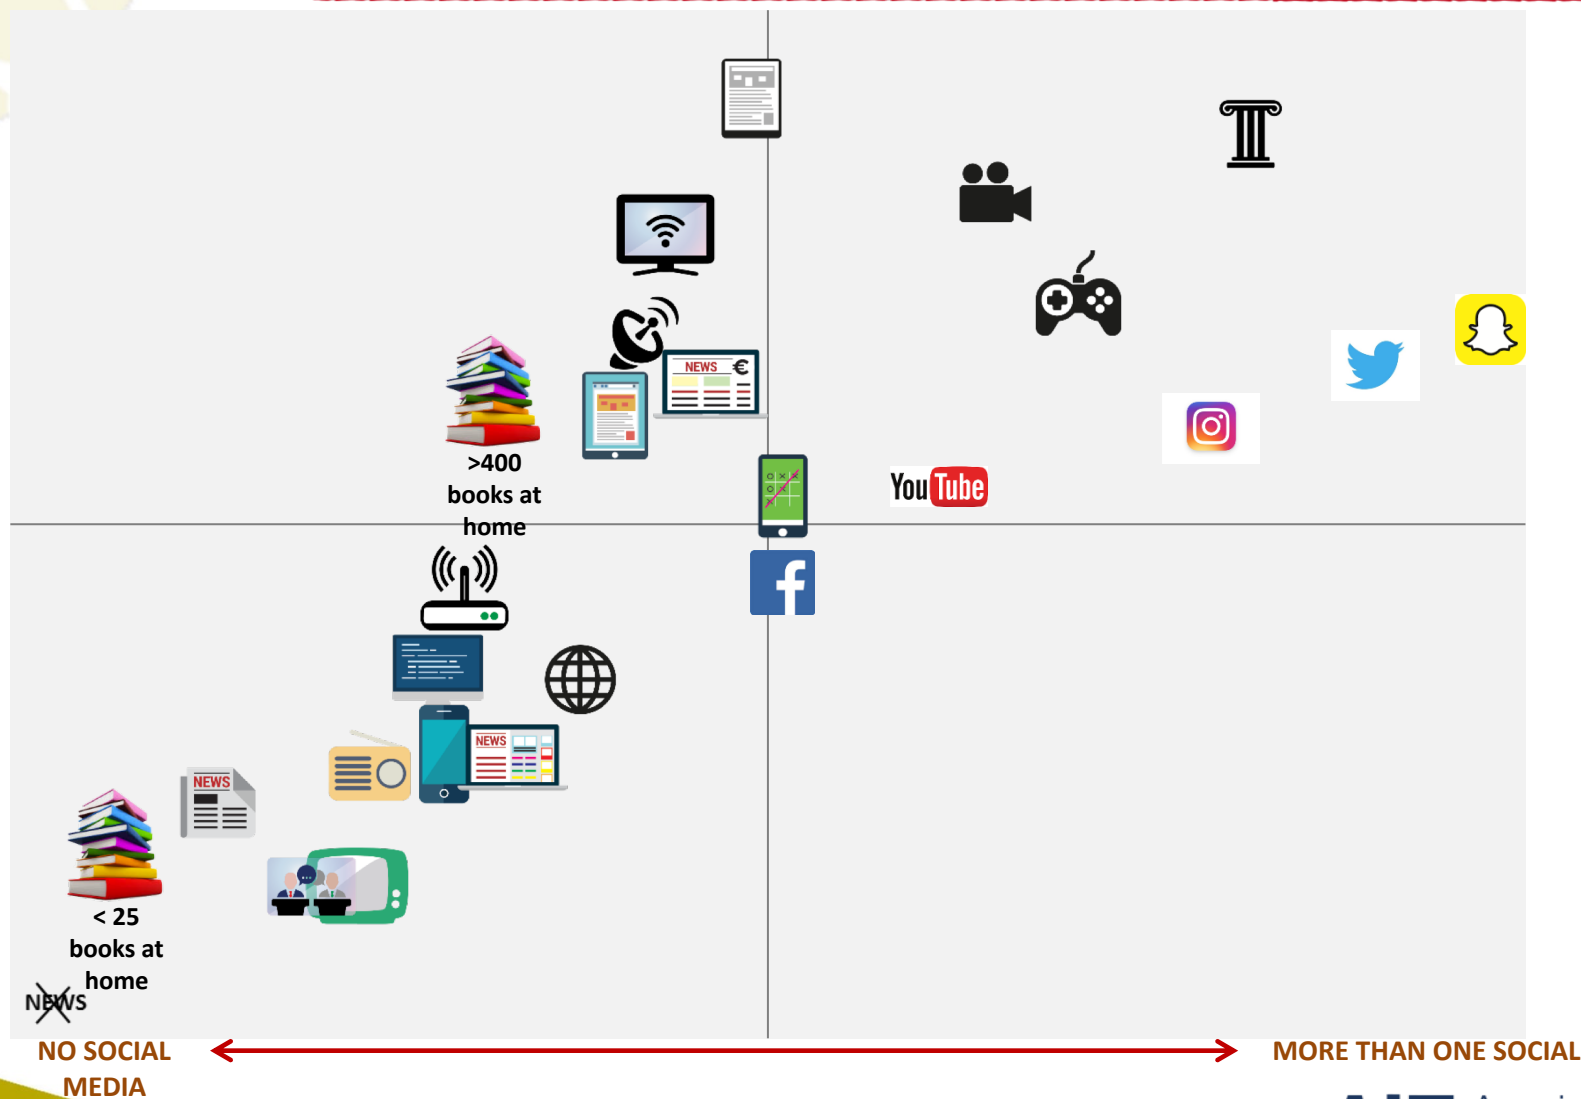 NEWS €
>400
books at
home
You Tube
NEWS
NEWS
< 25
books at
home
NEWS
NO SOCIAL
MEDIA
MORE THAN ONE SOCIAL